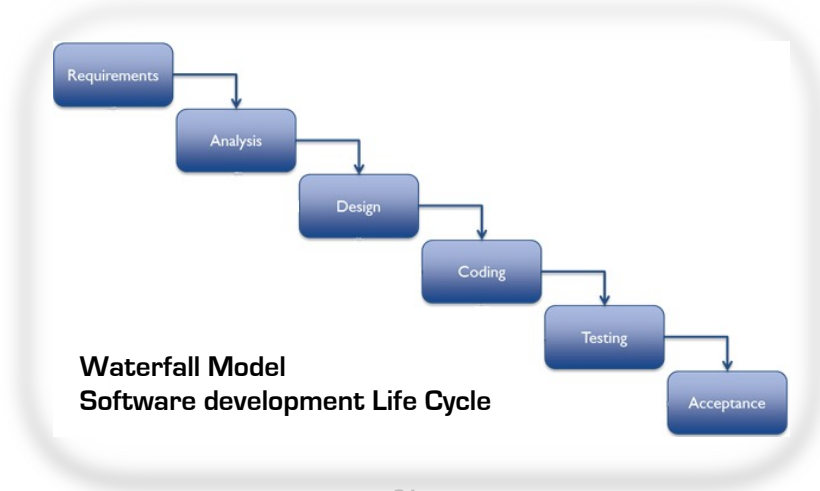 Requirements
Analysis
Design
Coding
Testing
Acceptance
Waterfall Model
Software development Life Cycle